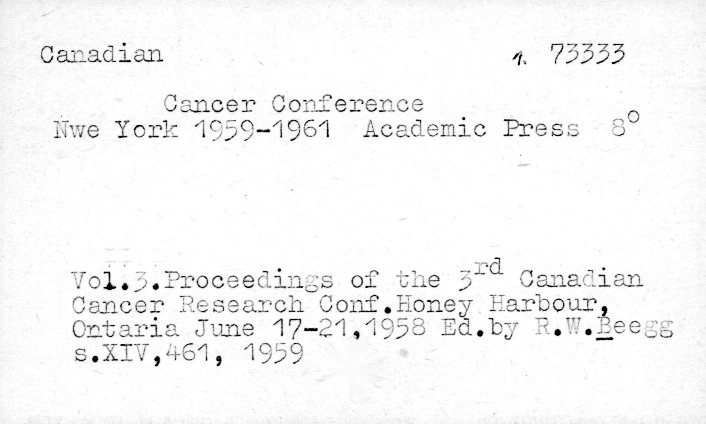 Canadian 1. 73333
Cancer Conference
Nwe York 1959-1961 Academic Press 8°
Vol.3.Proceedings of the 3rd Canadian
Cancer Research Conf.Honey Harbour,
Ontaria June 17-21,1958 Ed.by R.W.Beegg
s.XIV,461, 1959